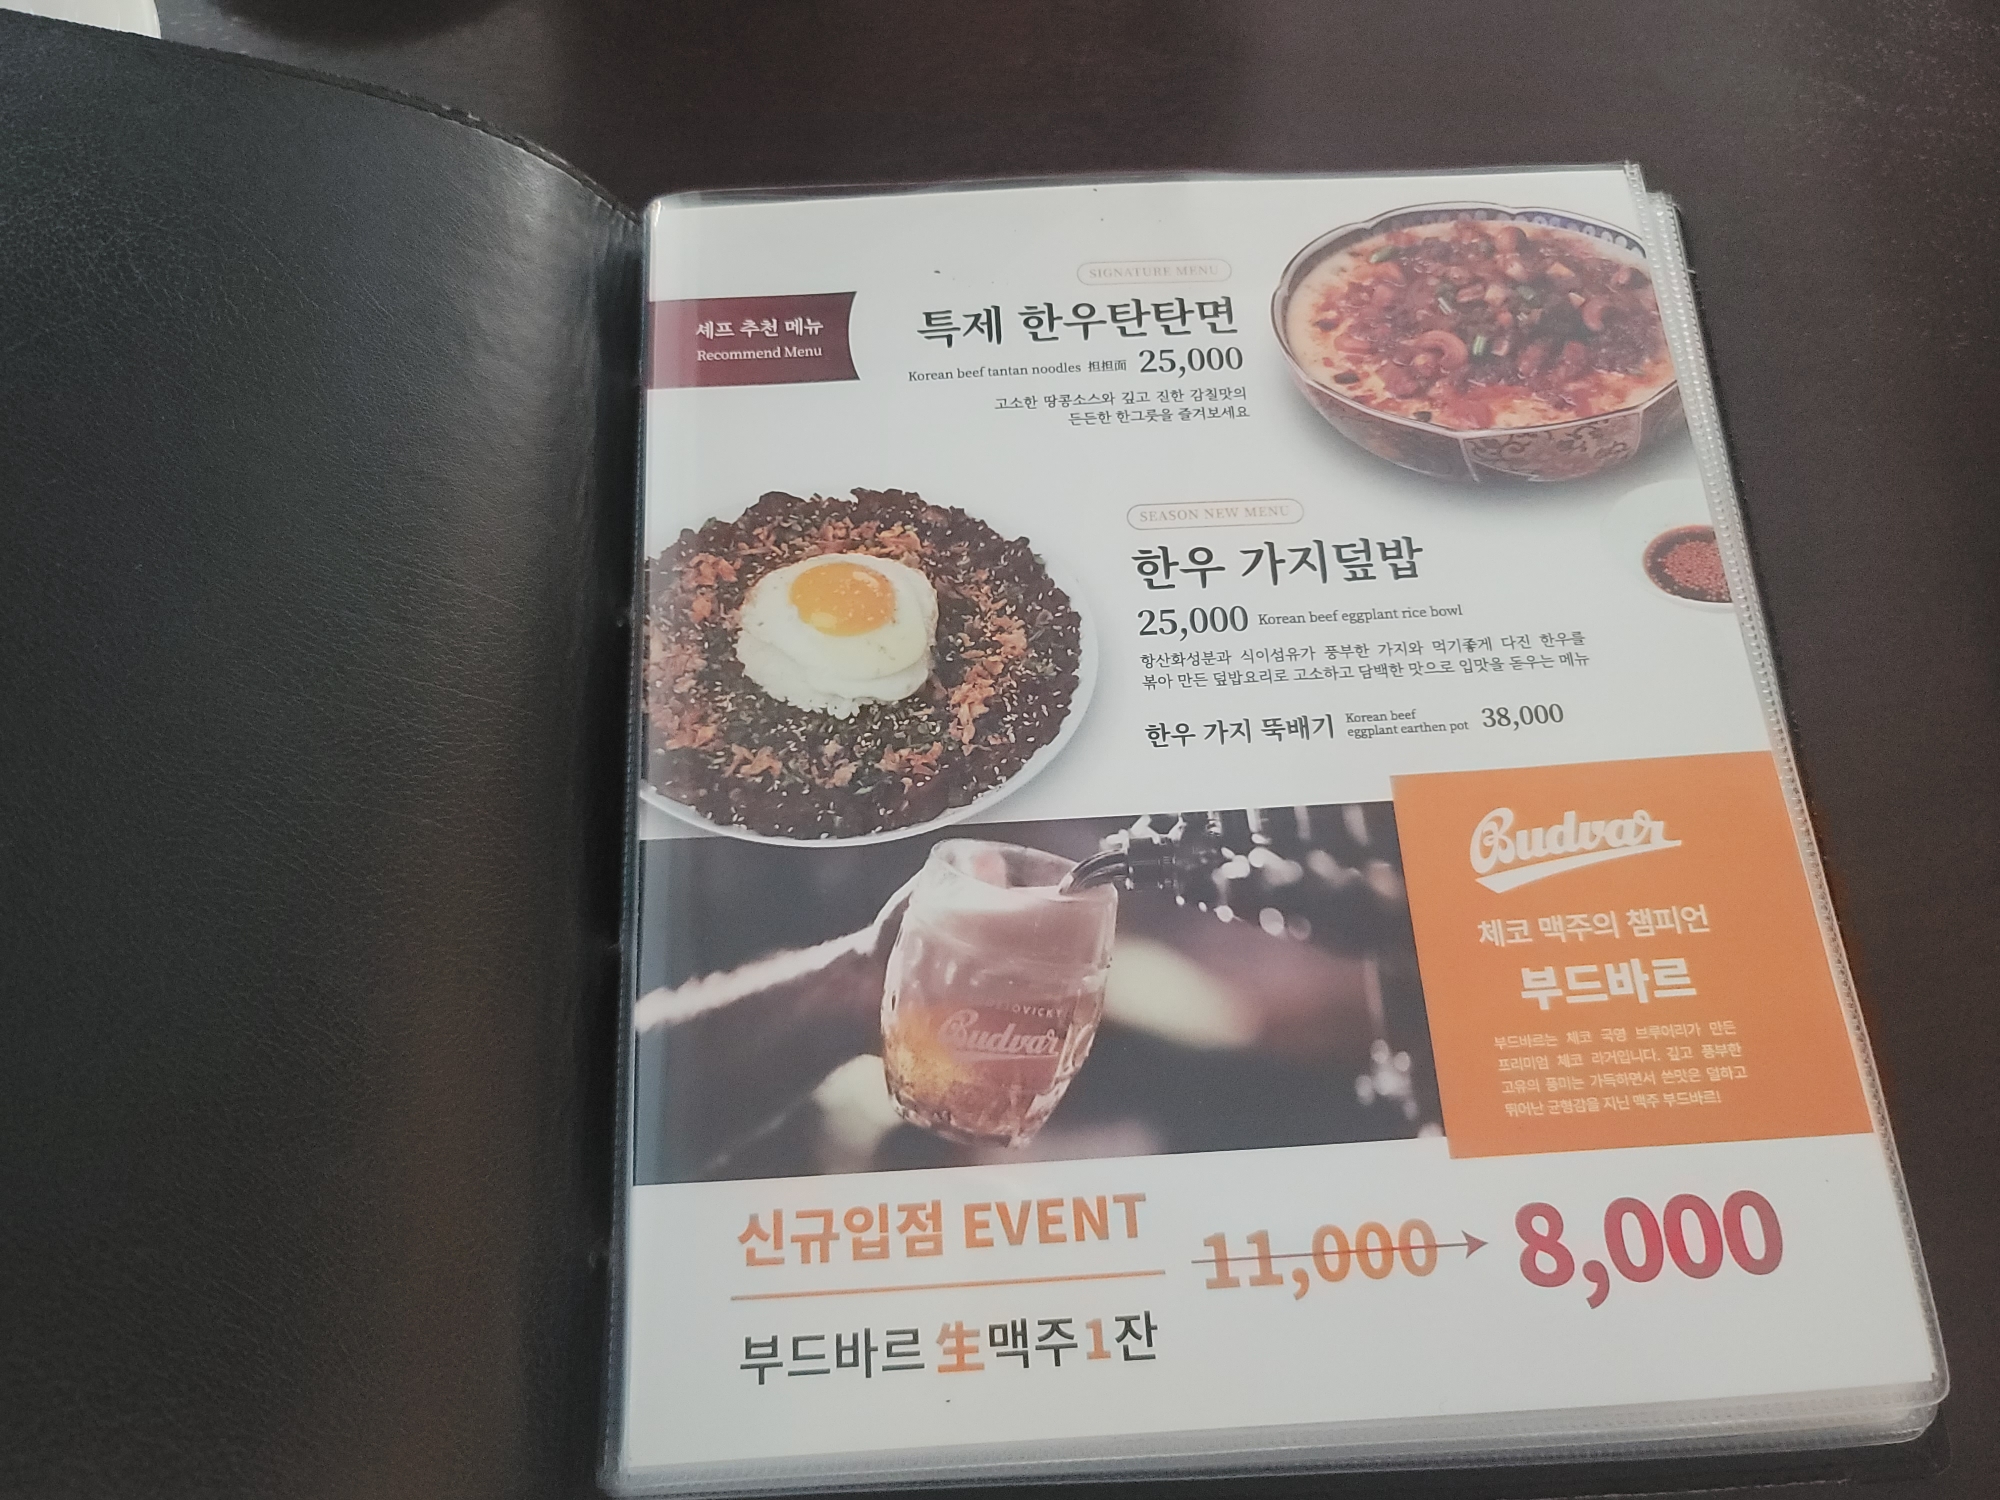 셰프 추천 메뉴
Recommend Menu
SIGNATURE MENU
특제 한우탄탄면
Korean beef tantan noodles 担担面 25,000
고소한 땅콩소스와 깊고 진한 감칠맛의
든든한 한그릇을 즐겨보세요
SEASON NEW MENU
한우 가지덮밥
25,000 Korean beef eggplant rice bowl
항산화성분과 식이섬유가 풍부한 가지와 먹기좋게 다진 한우를
볶아 만든 덮밥요리로 고소하고 담백한 맛으로 입맛을 돋우는 메뉴
한우 가지 뚝배기 Korean beef eggplant earthen pot 38,000
Budvar
Budvar
체코 맥주의 챔피언
부드바르
부드바르는 체코 국영 브루어리가 만든
프리미엄 체코 라거입니다. 깊고 풍부한
고유의 풍미는 가득하면서 쓴맛은 덜하고
뛰어난 균형감을 지닌 맥주 부드바르!
신규입점 EVENT
11,000 8,000
부드바르 生맥주 1잔